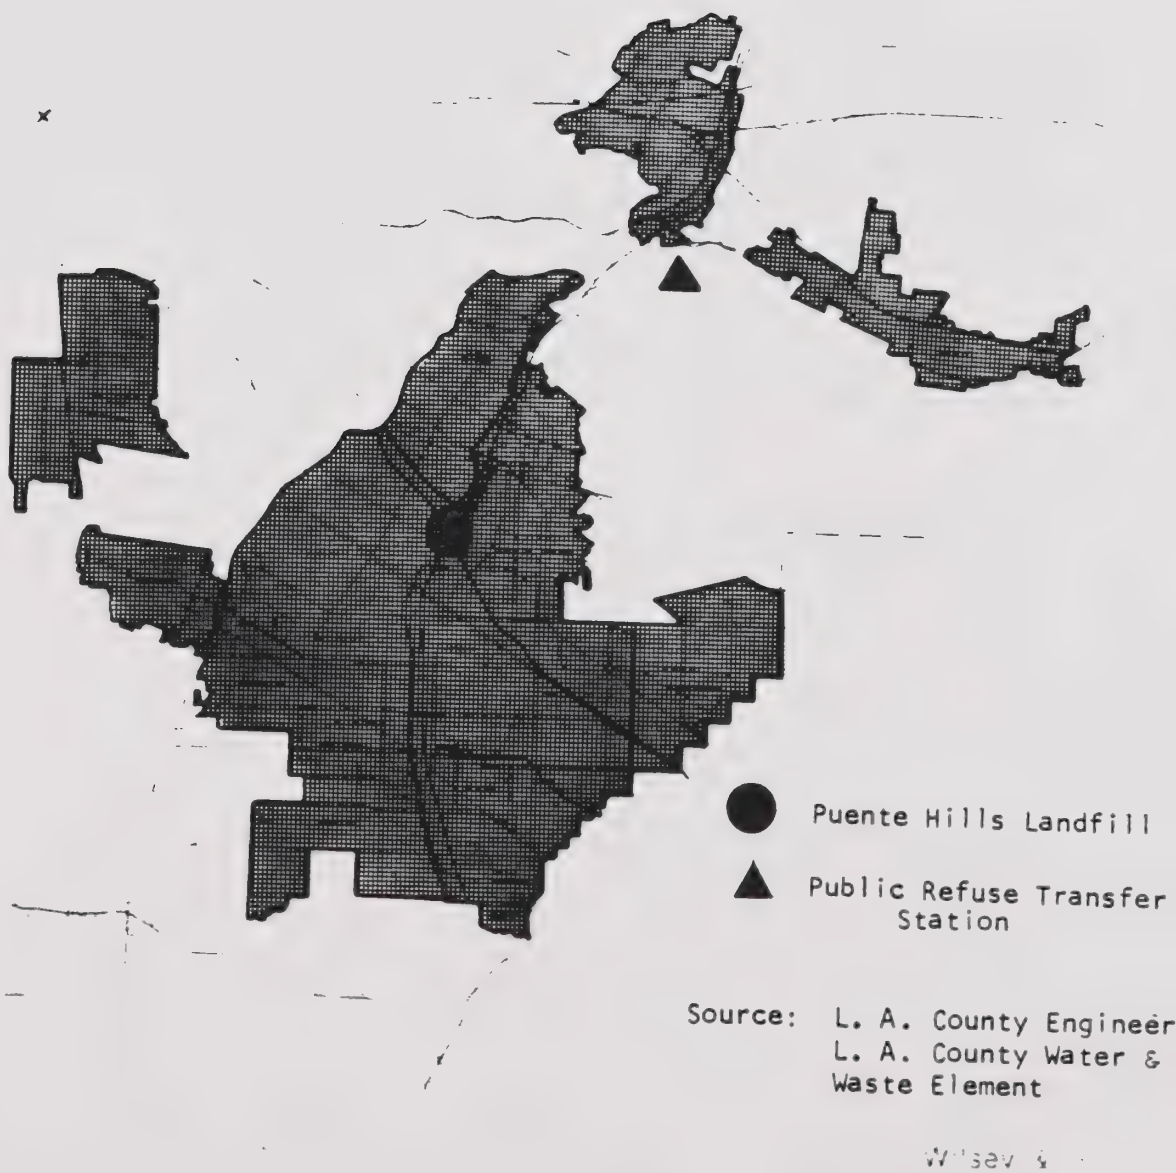 Puente Hills Landfill
Public Refuse Transfer
Station
Source: L. A. County Engineer
L. A. County Water &
Waste Element